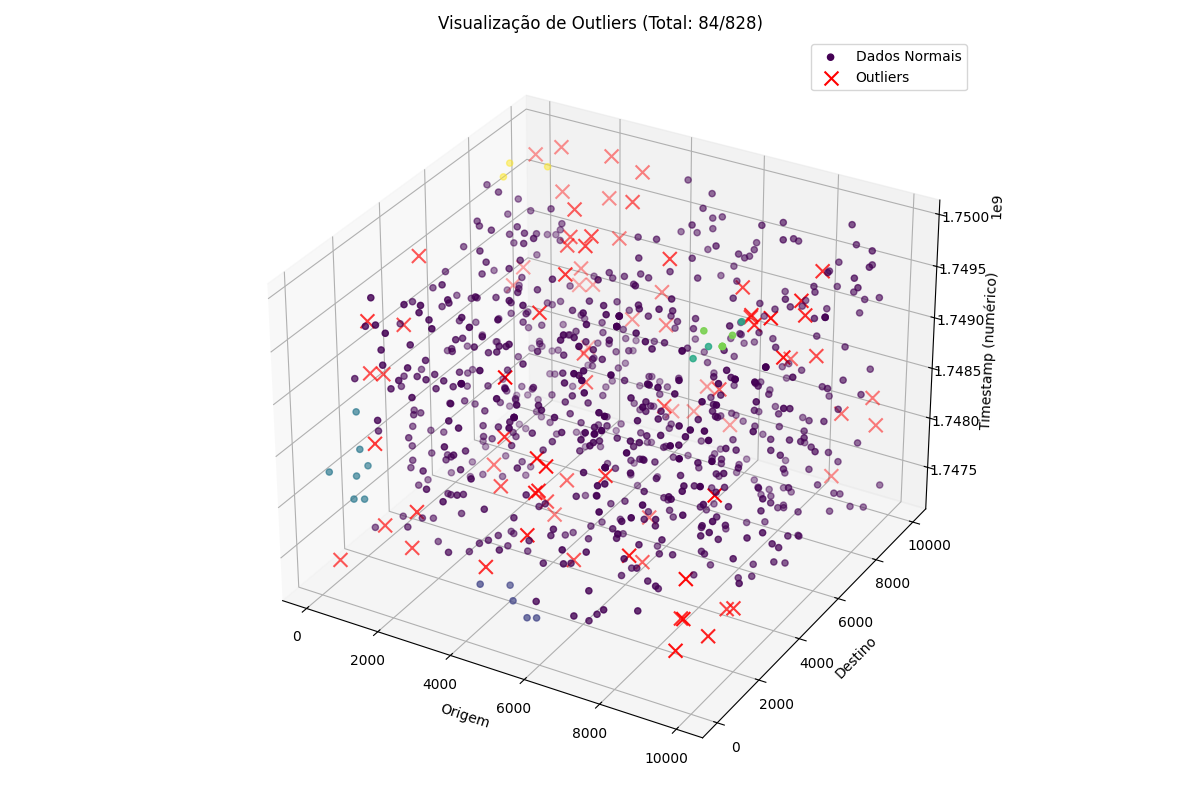 Visualização de Outliers (Total: 84/828)
Dados Normais
Outliers
1e9
1.7500
1.7495
1.7490
1.7485
1.7480
1.7475
Timestamp (numérico)
10000
8000
6000
4000
2000
0
Destino
0
2000
4000
6000
8000
10000
Origem